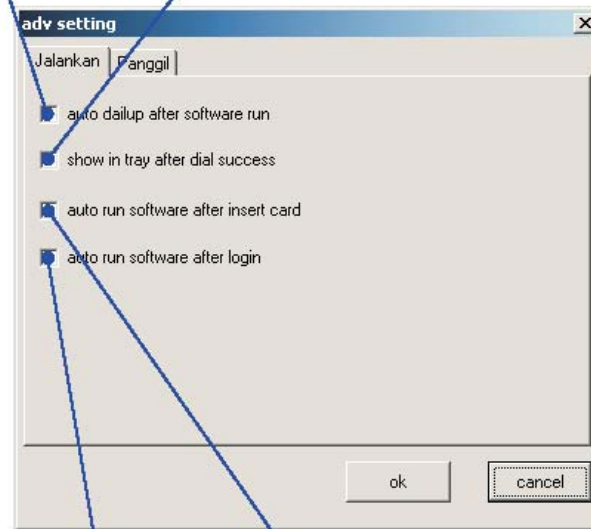 adv setting
Jalankan
Panggil
auto dailup after software run
show in tray after dial success
auto run software after insert card
auto run software after login
ok
cancel